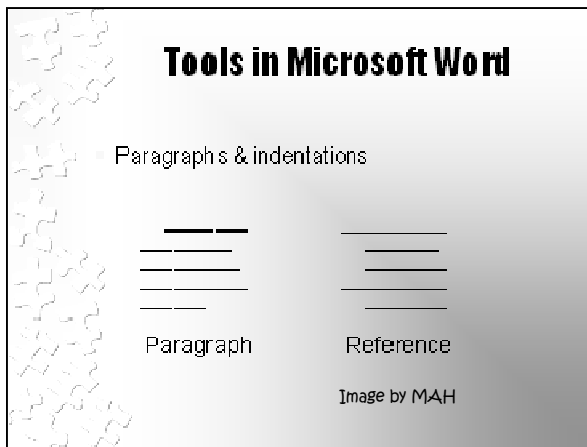 Tools in Microsoft Word
Paragraphs & indentations
Paragraph Reference
Image by MAH